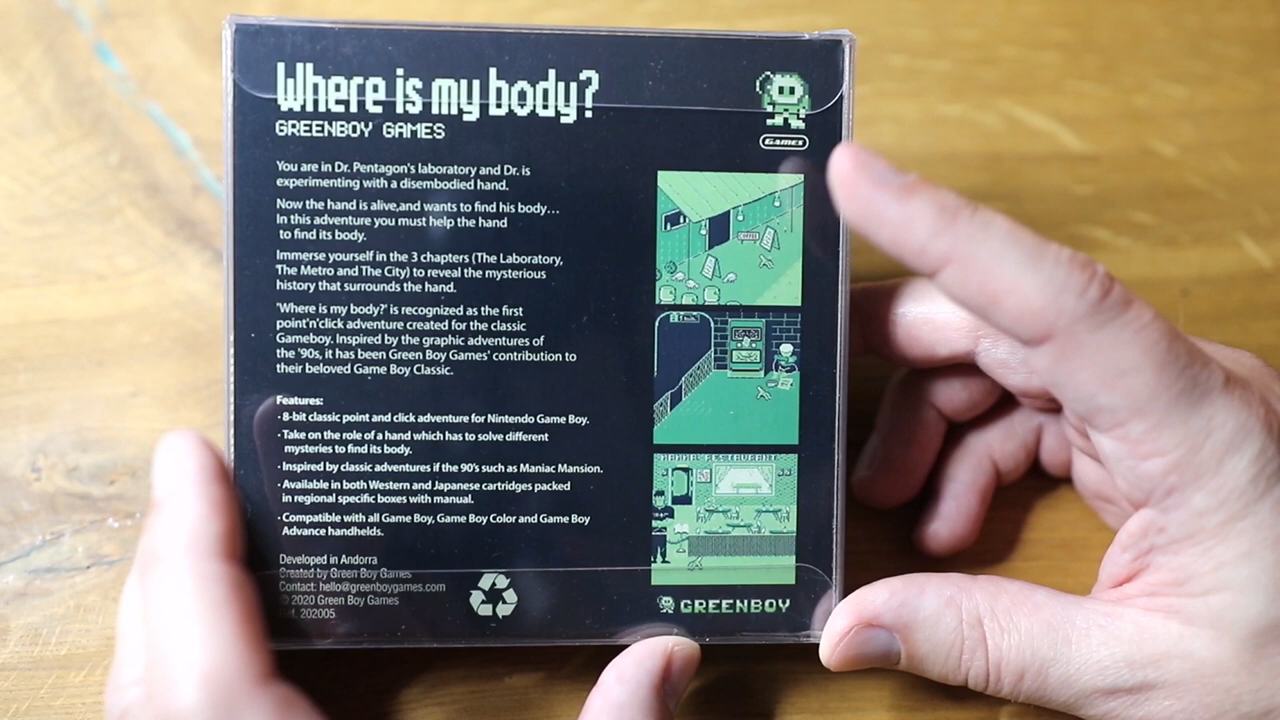 Where is my body?
GREENBOY GAMES
GAMES
You are in Dr. Pentagon's laboratory and Dr. is
experimenting with a disembodied hand.
Now the hand is alive,and wants to find his body...
In this adventure you must help the hand
to find its body.
Immerse yourself in the 3 chapters (The Laboratory,
The Metro and The City) to reveal the mysterious
history that surrounds the hand.
'Where is my body?' is recognized as the first
point'n'click adventure created for the classic
Gameboy. Inspired by the graphic adventures of
the '90s, it has been Green Boy Games' contribution to
their beloved Game Boy Classic.
Features:
· 8-bit classic point and click adventure for Nintendo Game Boy.
· Take on the role of a hand which has to solve different
mysteries to find its body.
· Inspired by classic adventures if the 90's such as Maniac Mansion.
· Available in both Western and Japanese cartridges packed
in regional specific boxes with manual.
· Compatible with all Game Boy, Game Boy Color and Game Boy
Advance handhelds.
Developed in Andorra
Created by Green Boy Games
Contact: hello@greenboygames.com
© 2020 Green Boy Games
202005
COFFEE
RESTAURANT
GREENBOY